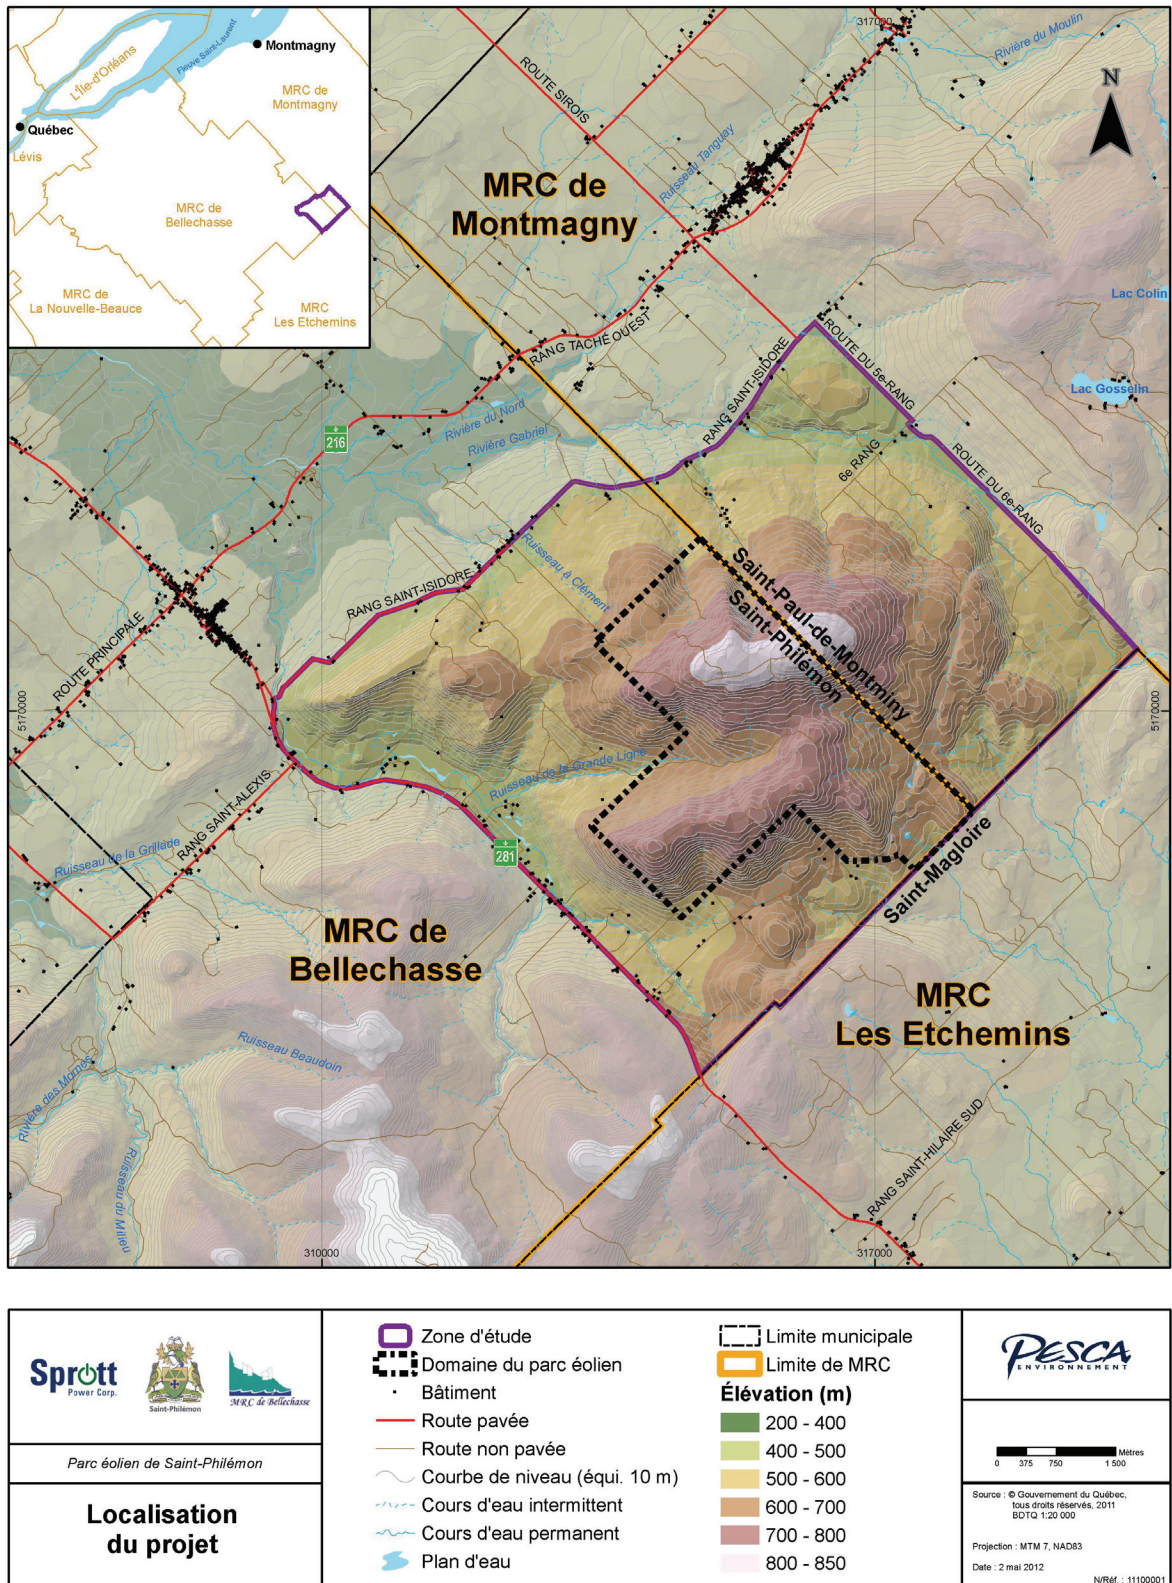 Montmagny
L'Île-d'Orléans
Fleuve Saint-Laurent
MRC de
Montmagny
Québec
Lévis
MRC de
Bellechasse
MRC de
La Nouvelle-Beauce
MRC
Les Etchemins
317000
Rivière du Moulin
N
ROUTE SIROIS
Ruisseau Tanguay
MRC de
Montmagny
Lac Colin
RANG TACHÉ OUEST
RANG SAINT-ISIDORE
ROUTE DU 5e-RANG
Lac Gosselin
216
Rivière du Nord
Rivière Gabriel
6e RANG
ROUTE DU 6e-RANG
Ruisseau à Clément
RANG SAINT-ISIDORE
Saint-Paul-de-Montminy
Saint-Philémon
ROUTE PRINCIPALE
5170000
5170000
Ruisseau de la Grande Ligne
RANG SAINT-ALEXIS
Ruisseau de la Grillade
281
Saint-Magloire
MRC de
Bellechasse
MRC
Les Etchemins
Ruisseau Beaudoin
Rivière des Mornes
Ruisseau du Milieu
RANG SAINT-HILAIRE SUD
310000
317000
Sprott
Power Corp.
Saint-Philémon
MRC de Bellechasse
Parc éolien de Saint-Philémon
Localisation
du projet
Zone d'étude
Domaine du parc éolien
Bâtiment
Route pavée
Route non pavée
Courbe de niveau (équi. 10 m)
Cours d'eau intermittent
Cours d'eau permanent
Plan d'eau
Limite municipale
Limite de MRC
Élévation (m)
200 - 400
400 - 500
500 - 600
600 - 700
700 - 800
800 - 850
PESCA
ENVIRONNEMENT
Mètres
0 375 750 1 500
Source : © Gouvernement du Québec,
tous droits réservés, 2011
BDTQ 1:20 000
Projection : MTM 7, NAD83
Date : 2 mai 2012
N/Réf. : 11100001